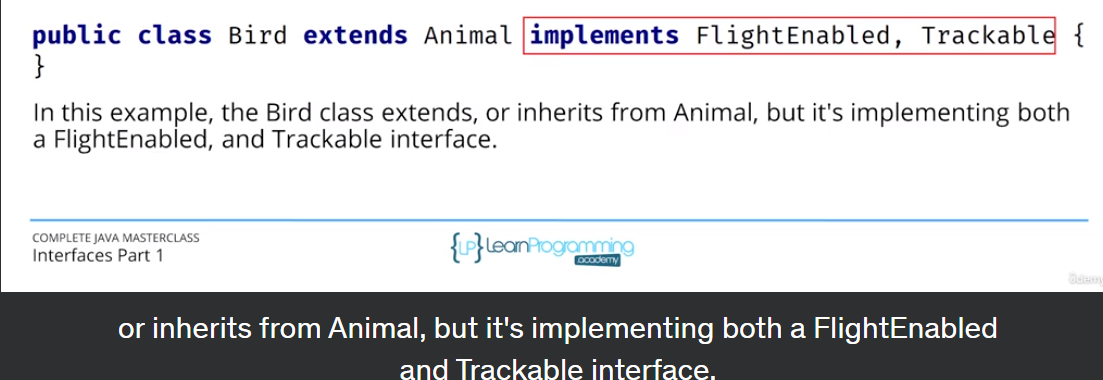 public class Bird extends Animal implements FlightEnabled, Trackable {
}
In this example, the Bird class extends, or inherits from Animal, but it's implementing both
a FlightEnabled, and Trackable interface.
COMPLETE JAVA MASTERCLASS
Interfaces Part 1
{LP} LearnProgramming
academy
Udemy
or inherits from Animal, but it's implementing both a FlightEnabled
and Trackable interface.